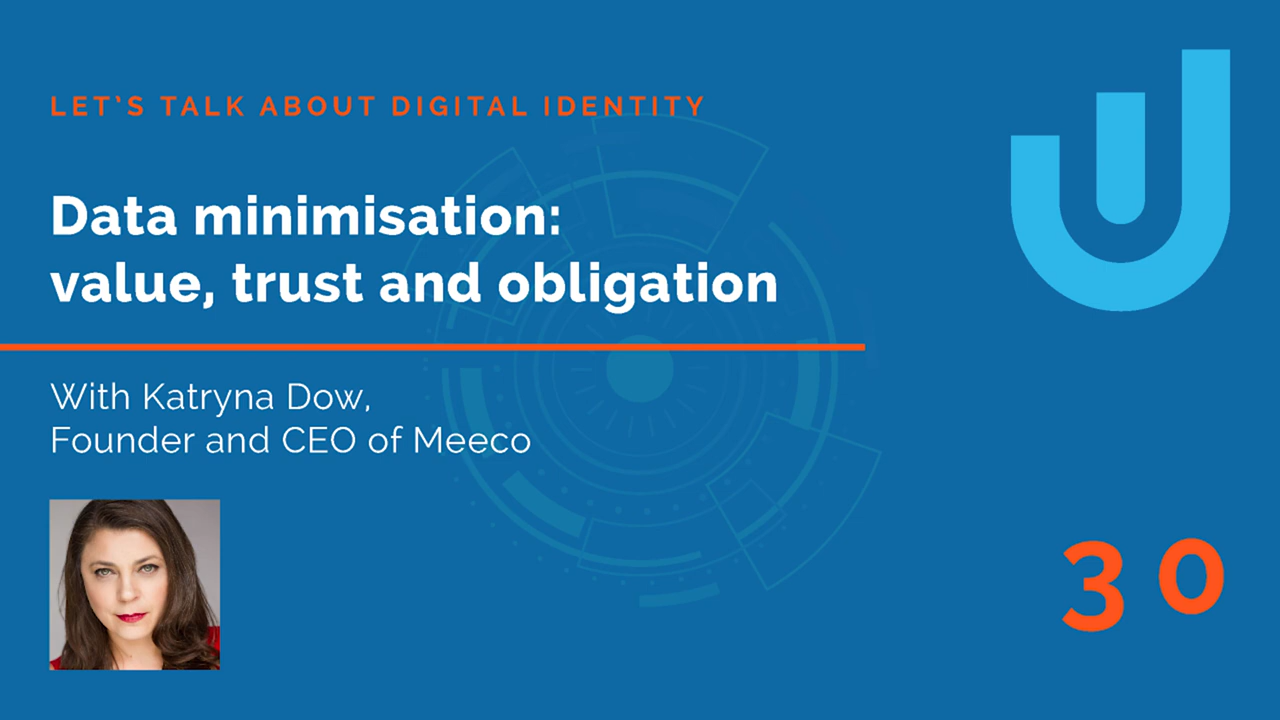 LET'S TALK ABOUT DIGITAL IDENTITY
Data minimisation:
value, trust and obligation
With Katryna Dow,
Founder and CEO of Meeco
30